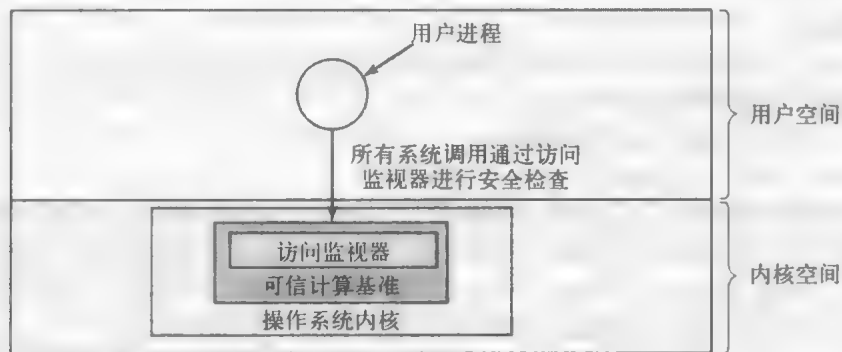 用户进程
用户空间
所有系统调用通过访问
监视器进行安全检查
访问监视器
可信计算基准
内核空间
操作系统内核